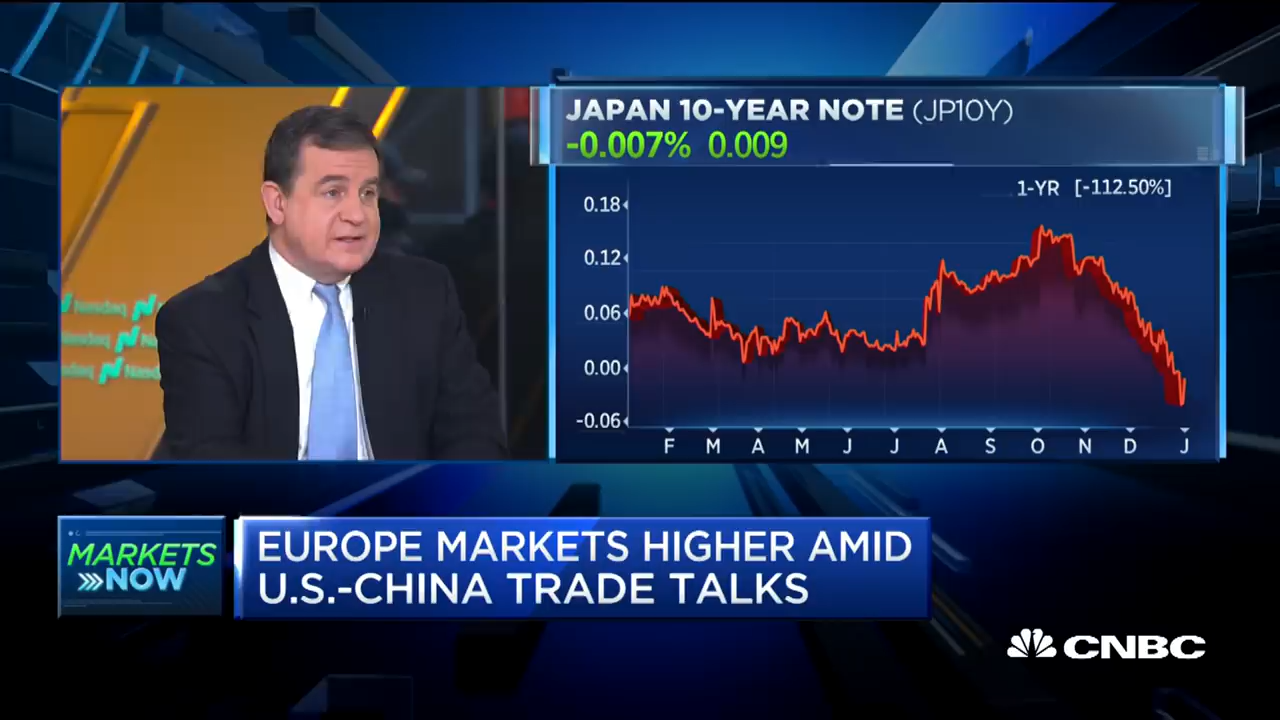 JAPAN 10-YEAR NOTE (JP10Y)
-0.007% 0.009
1-YR [-112.50%]
0.18
0.12
0.06
0.00
-0.06
F M A M J J A S O N D J
Nasdaq
MARKETS
NOW
EUROPE MARKETS HIGHER AMID
U.S.-CHINA TRADE TALKS
CNBC